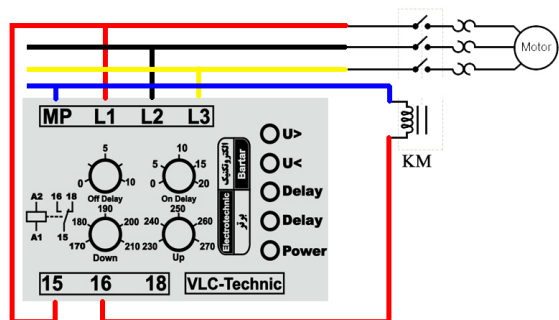 Motor
MP L1 L2 L3
KM
U>
5
10
0 10
5 15
0 20
Off Delay
On Delay
الکتروتکنیک
Bartar
U<
A2 16 18
A1 15
Delay
190
180 200
170 210
Down
250
240 260
230 270
Up
Electrotechnic
برتر
Delay
Power
15 16 18
VLC-Technic